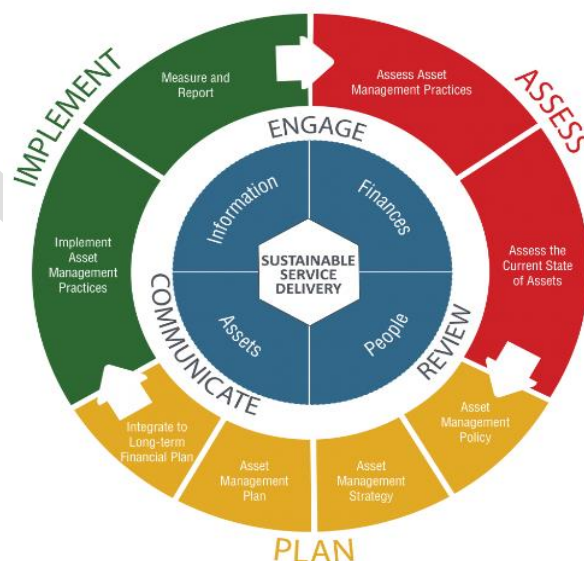 IMPLEMENT
ASSESS
PLAN
Measure and
Report
Assess Asset
Management Practices
Assess the
Current State
of Assets
Asset
Management
Policy
Asset
Management
Strategy
Asset
Management
Plan
Integrate to
Long-term
Financial Plan
Implement
Asset
Management
Practices
ENGAGE
REVIEW
COMMUNICATE
Information
Finances
People
Assets
SUSTAINABLE
SERVICE
DELIVERY